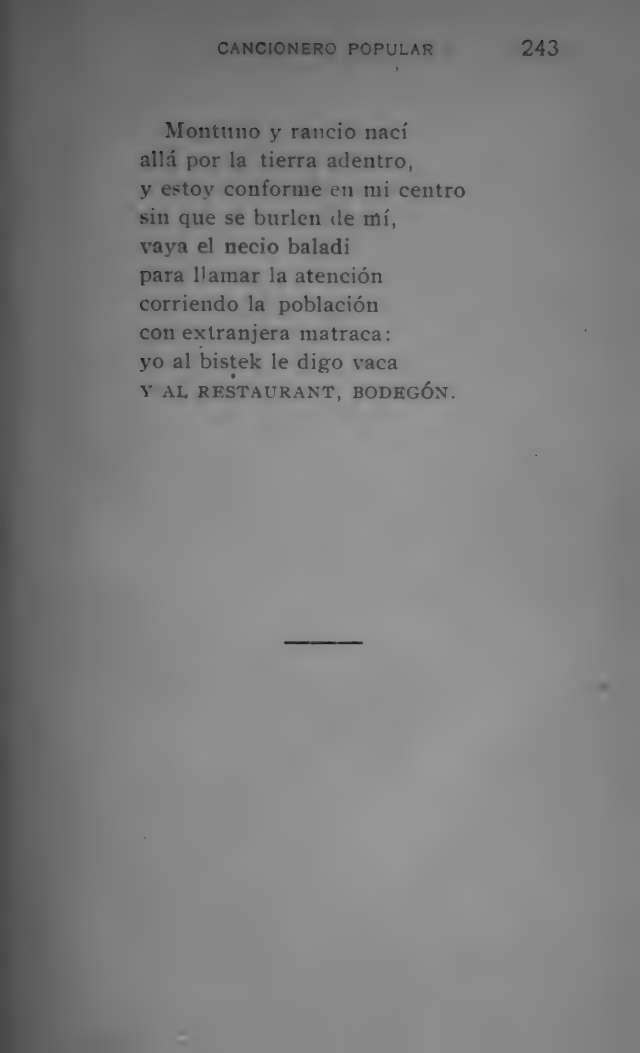 CANCIONERO POPULAR 243
Montuno y rancio nací
allá por la tierra adentro,
y estoy conforme en mi centro
sin que se burlen de mí,
vaya el necio baladi
para llamar la atención
corriendo la población
con extranjera matraca:
yo al bistek le digo vaca
Y AL RESTAURANT, BODEGÓN.